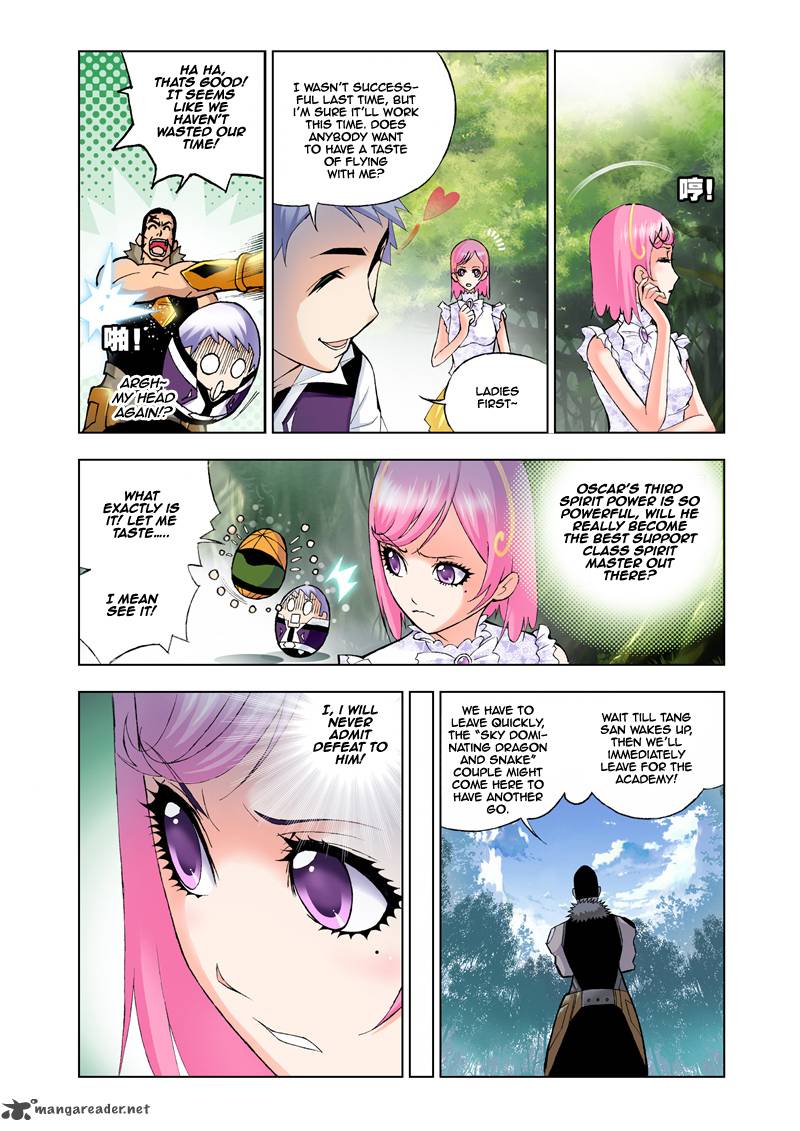 HA HA,
THATS GOOD!
IT SEEMS
LIKE WE
HAVEN'T
WASTED OUR
TIME!
啪!
ARGH~
MY HEAD
AGAIN!?
I WASN'T SUCCESS-
FUL LAST TIME, BUT
I'M SURE IT'LL WORK
THIS TIME. DOES
ANYBODY WANT
TO HAVE A TASTE
OF FLYING
WITH ME?
LADIES
FIRST~
哼!
WHAT
EXACTLY IS
IT! LET ME
TASTE.....
I MEAN
SEE IT!
OSCAR'S THIRD
SPIRIT POWER IS SO
POWERFUL, WILL HE
REALLY BECOME
THE BEST SUPPORT
CLASS SPIRIT
MASTER OUT
THERE?
I, I WILL
NEVER
ADMIT
DEFEAT TO
HIM!
WE HAVE TO
LEAVE QUICKLY,
THE "SKY DOMI-
NATING DRAGON
AND SNAKE"
COUPLE MIGHT
COME HERE TO
HAVE ANOTHER
GO.
WAIT TILL TANG
SAN WAKES UP,
THEN WE'LL
IMMEDIATELY
LEAVE FOR THE
ACADEMY!
mangareader.net